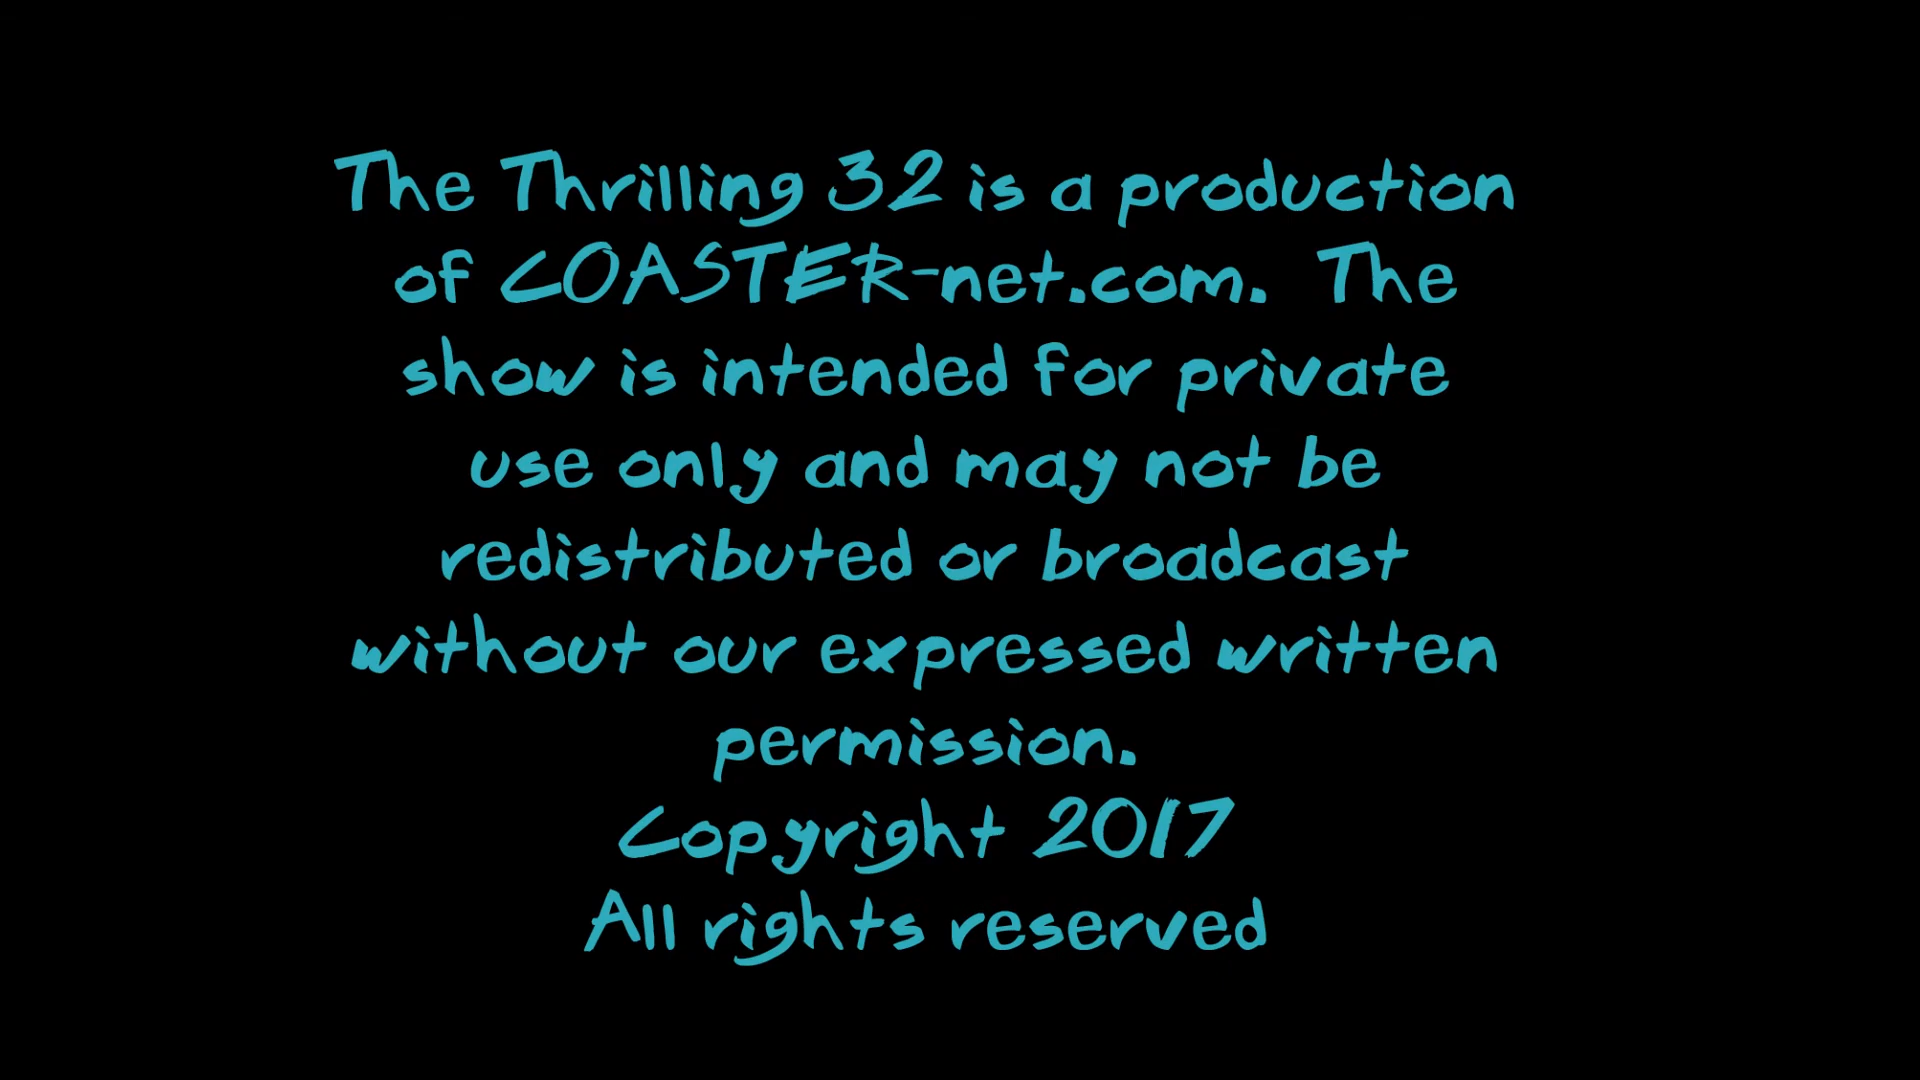 The Thrilling 32 is a production
of COASTER-net.com.  The
show is intended for private
use only and may not be
redistributed or broadcast
without our expressed written
permission.
Copyright 2017
All rights reserved